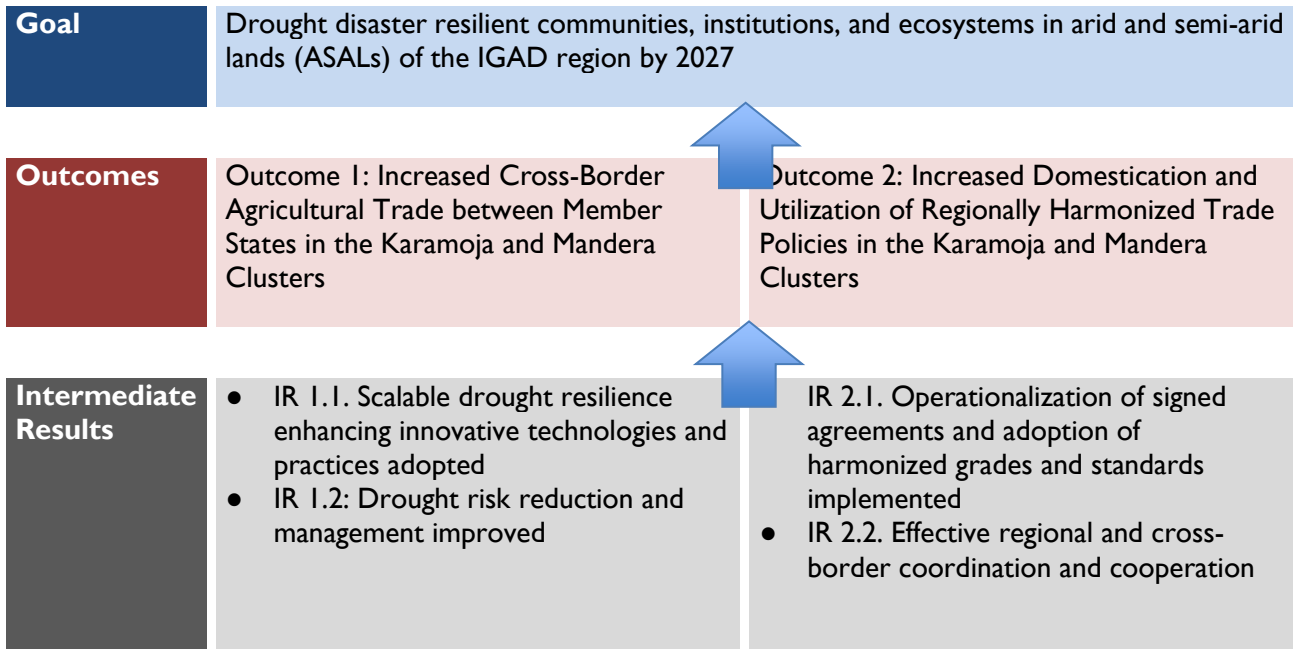 Goal
Drought disaster resilient communities, institutions, and ecosystems in arid and semi-arid
lands (ASALs) of the IGAD region by 2027
Outcomes
Outcome 1: Increased Cross-Border
Agricultural Trade between Member
States in the Karamoja and Mandera
Clusters
Outcome 2: Increased Domestication and
Utilization of Regionally Harmonized Trade
Policies in the Karamoja and Mandera
Clusters
Intermediate
Results
● IR 1.1. Scalable drought resilience
enhancing innovative technologies and
practices adopted
● IR 1.2: Drought risk reduction and
management improved
IR 2.1. Operationalization of signed
agreements and adoption of
harmonized grades and standards
implemented
● IR 2.2. Effective regional and cross-
border coordination and cooperation